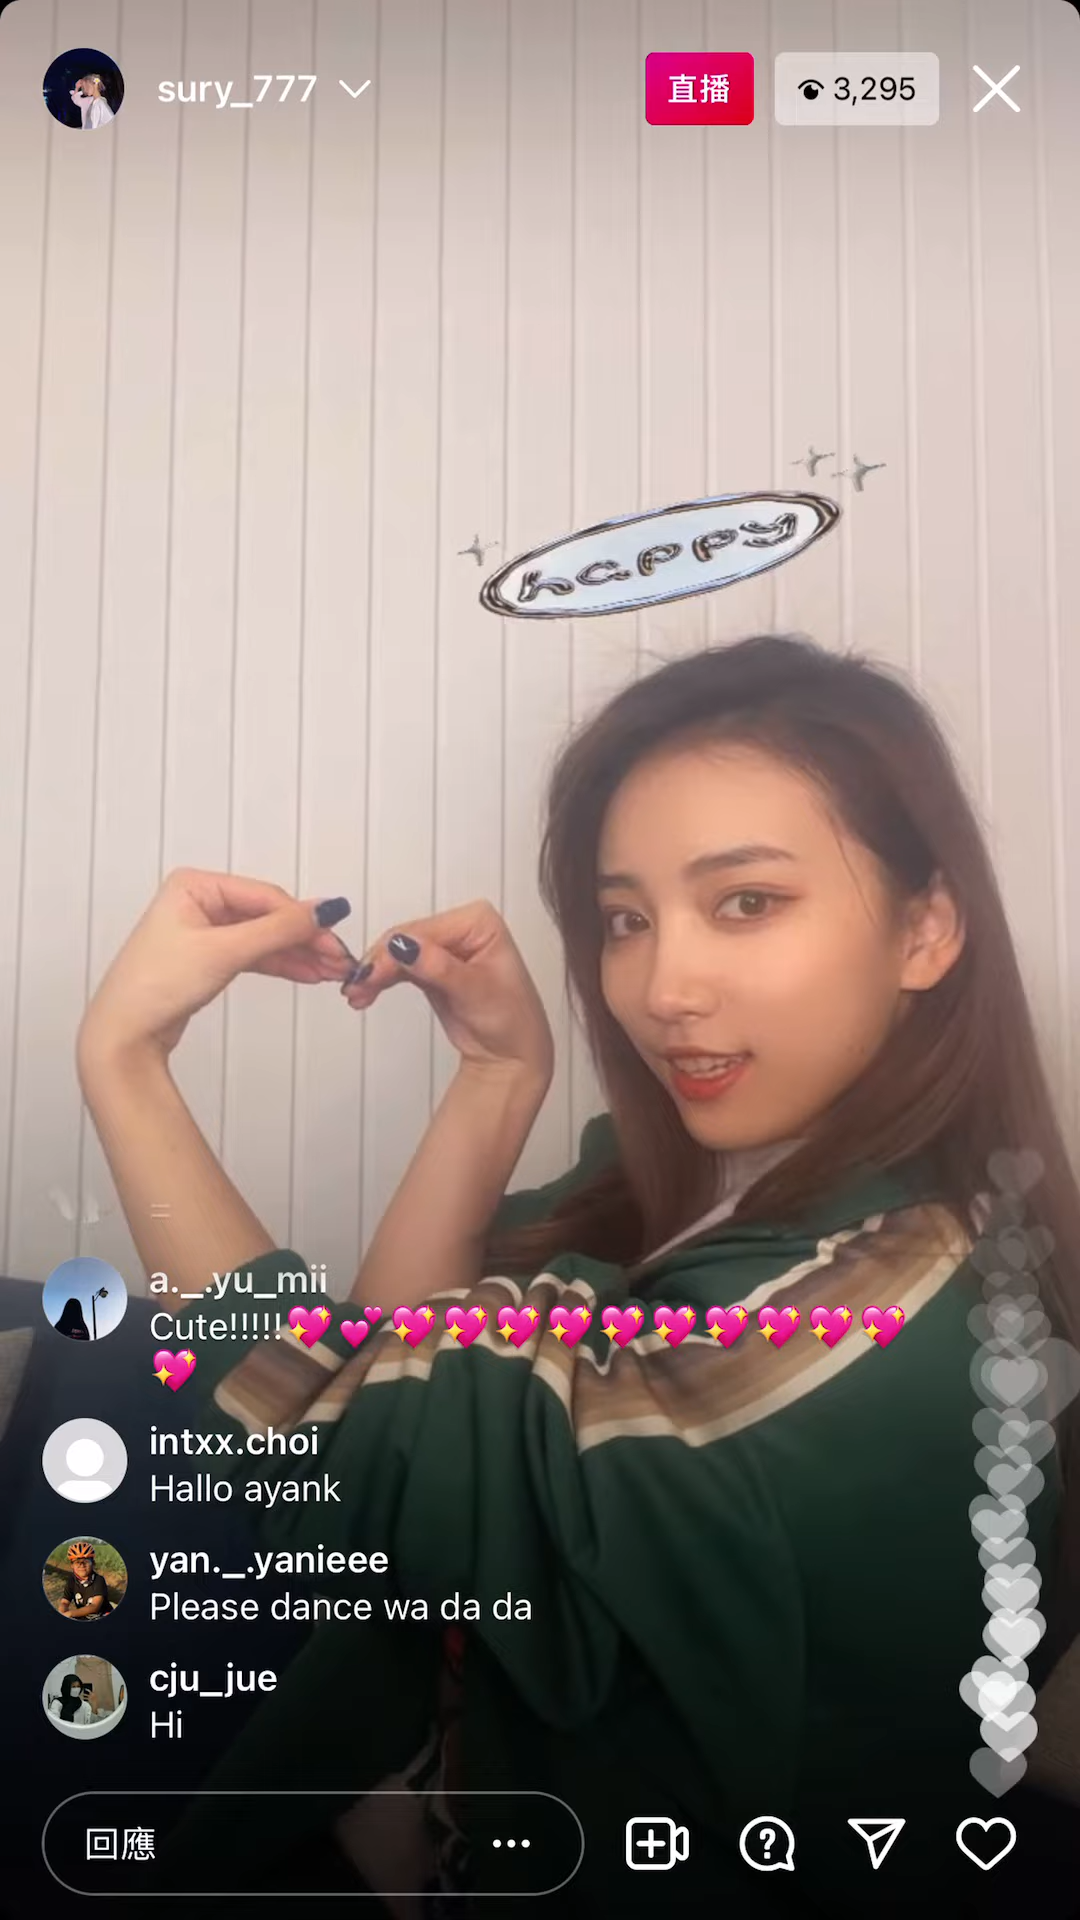 sury_777
直播
3,295
happy
a._.yu_mii
Cute!!!!!💖💕💖💖💖💖💖💖💖💖💖💖
💖
intxx.choi
Hallo ayank
yan._.yanieee
Please dance wa da da
cju_jue
Hi
回應